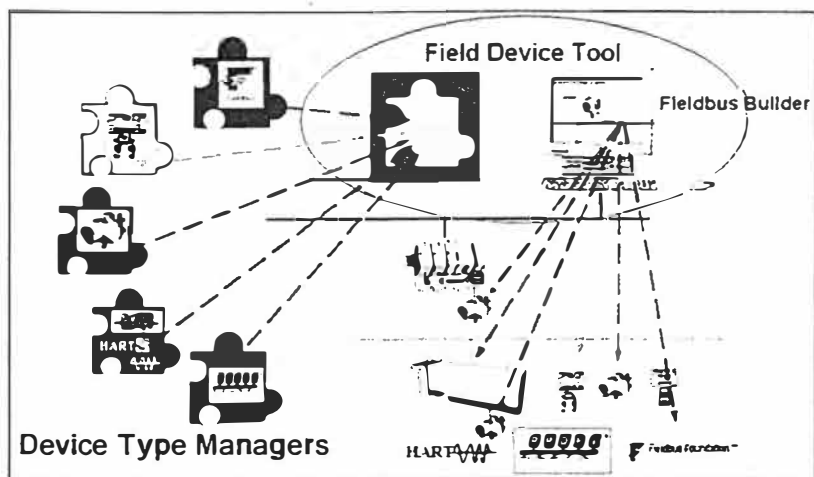 Field Device Tool
Fieldbus Builder
HART
Device Type Managers
HART